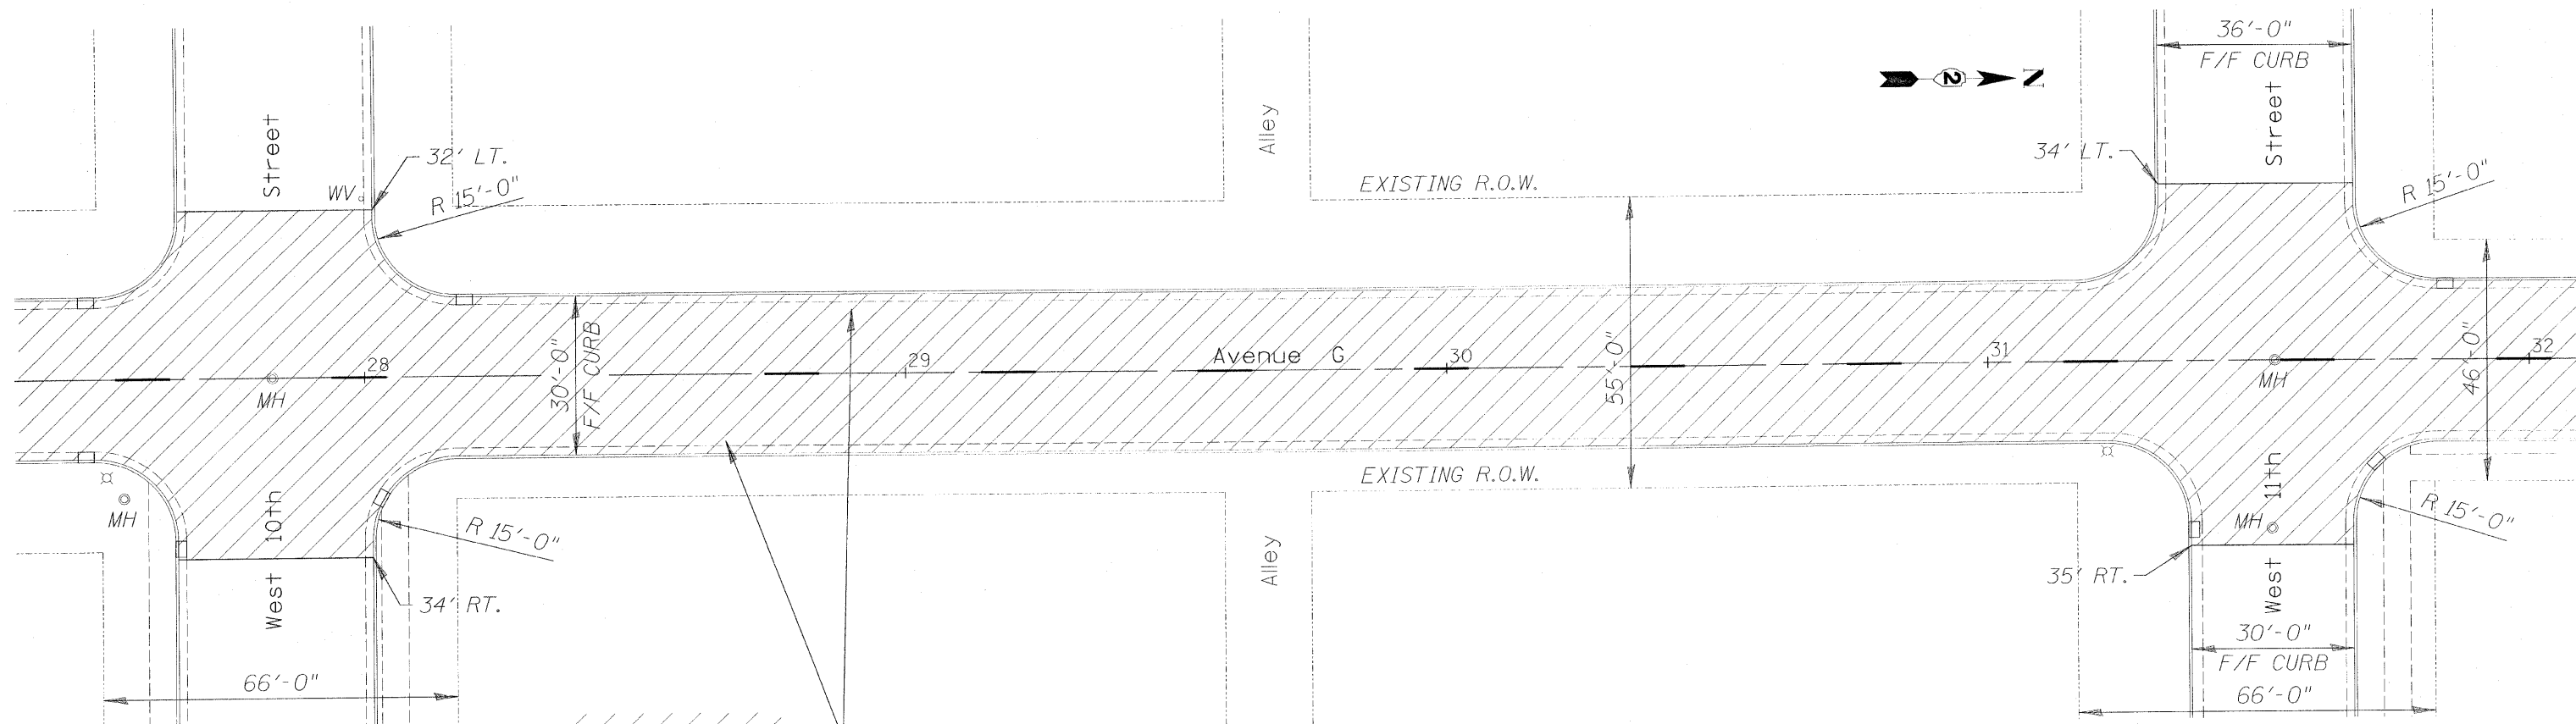 36'-0"
F/F CURB
N
2
Street
Alley
Street
32' LT.
34' LT.
WV
R 15'-0"
EXISTING R.O.W.
R 15'-0"
28
29
Avenue G
30
31
32
30'-0"
F/F CURB
55'-0"
46'-0"
MH
MH
EXISTING R.O.W.
MH
West 10th
R 15'-0"
Alley
West 11th
MH
R 15'-0"
34' RT.
35' RT.
66'-0"
30'-0"
F/F CURB
66'-0"